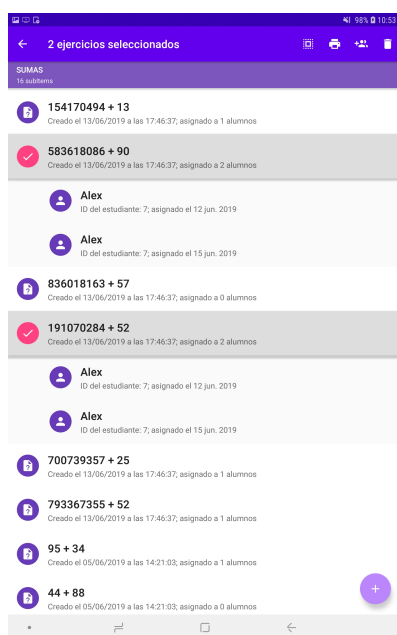 98% 10:53
2 ejercicios seleccionados
SUMAS
16 subítems
154170494 + 13
Creado el 13/06/2019 a las 17:46:37; asignado a 1 alumnos
583618086 + 90
Creado el 13/06/2019 a las 17:46:37; asignado a 2 alumnos
Alex
ID del estudiante: 7; asignado el 12 jun. 2019
Alex
ID del estudiante: 7; asignado el 15 jun. 2019
836018163 + 57
Creado el 13/06/2019 a las 17:46:37; asignado a 0 alumnos
191070284 + 52
Creado el 13/06/2019 a las 17:46:37; asignado a 2 alumnos
Alex
ID del estudiante: 7; asignado el 12 jun. 2019
Alex
ID del estudiante: 7; asignado el 15 jun. 2019
700739357 + 25
Creado el 13/06/2019 a las 17:46:37; asignado a 1 alumnos
793367355 + 52
Creado el 13/06/2019 a las 17:46:37; asignado a 1 alumnos
95 + 34
Creado el 05/06/2019 a las 14:21:03; asignado a 1 alumnos
44 + 88
Creado el 05/06/2019 a las 14:21:03; asignado a 0 alumnos